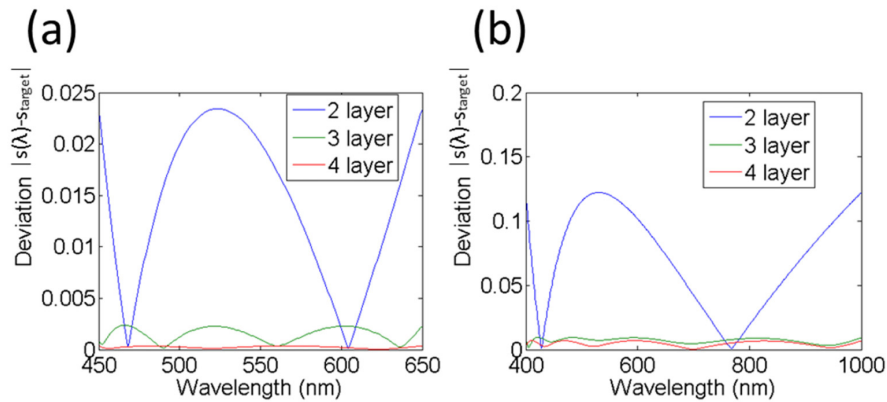 (a)
Deviation |s(λ)-s_target|
0.025
0.02
0.015
0.01
0.005
0
450
500
550
600
650
Wavelength (nm)
2 layer
3 layer
4 layer
(b)
Deviation |s(λ)-s_target|
0.2
0.15
0.1
0.05
0
400
600
800
1000
Wavelength (nm)
2 layer
3 layer
4 layer